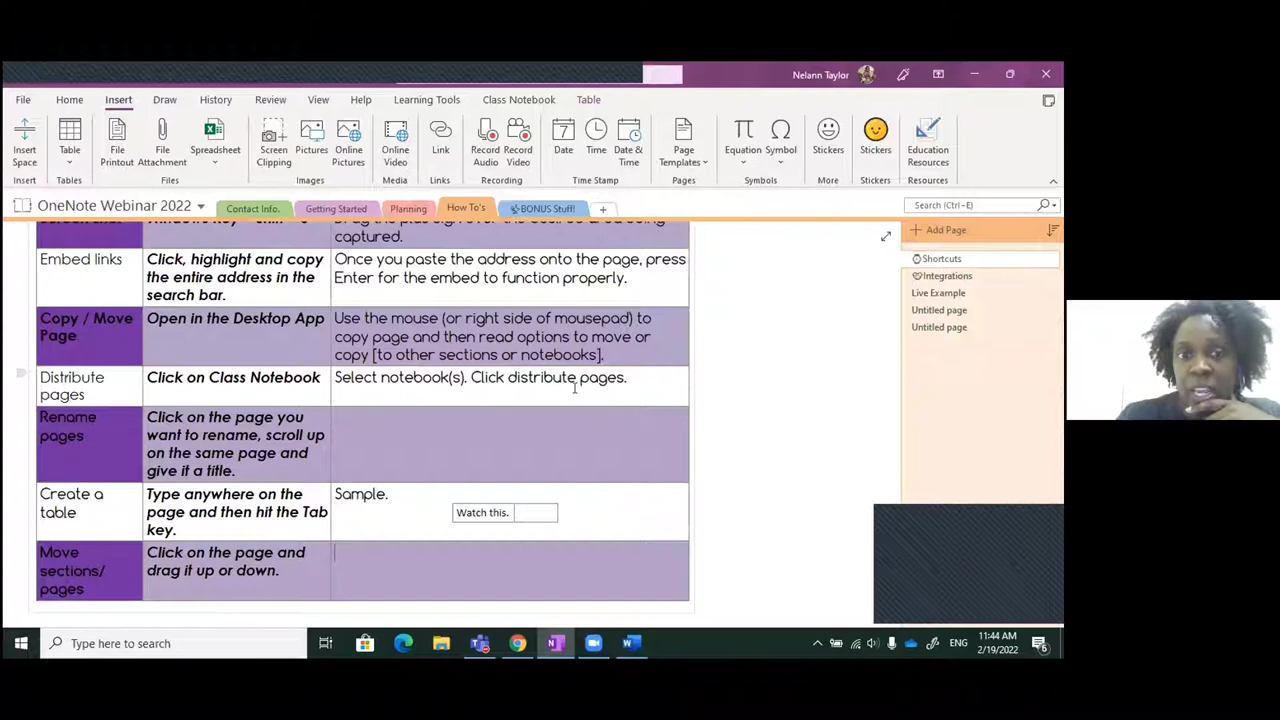 Nelann Taylor
File Home Insert Draw History Review View Help Learning Tools Class Notebook Table
Insert Space
Table
File Printout
File Attachment
Spreadsheet
Screen Clipping
Pictures
Online Pictures
Online Video
Link
Record Audio
Record Video
Date
Time
Date & Time
Page Templates
Equation
Symbol
Stickers
Stickers
Education Resources
Insert Tables Files Images Media Links Recording Time Stamp Pages Symbols More Stickers Resources
OneNote Webinar 2022
Contact Info. Getting Started Planning How To's BONUS Stuff! +
Search (Ctrl+E)
Add Page
Shortcuts
Integrations
Live Example
Untitled page
Untitled page
captured.
Embed links
Click, highlight and copy
the entire address in the
search bar.
Once you paste the address onto the page, press
Enter for the embed to function properly.
Copy / Move
Page
Open in the Desktop App
Use the mouse (or right side of mousepad) to
copy page and then read options to move or
copy [to other sections or notebooks].
Distribute
pages
Click on Class Notebook
Select notebook(s). Click distribute pages.
Rename
pages
Click on the page you
want to rename, scroll up
on the same page and
give it a title.
Create a
table
Type anywhere on the
page and then hit the Tab
key.
Sample.
Watch this.
Move
sections/
pages
Click on the page and
drag it up or down.
Type here to search
ENG
11:44 AM
2/19/2022
6